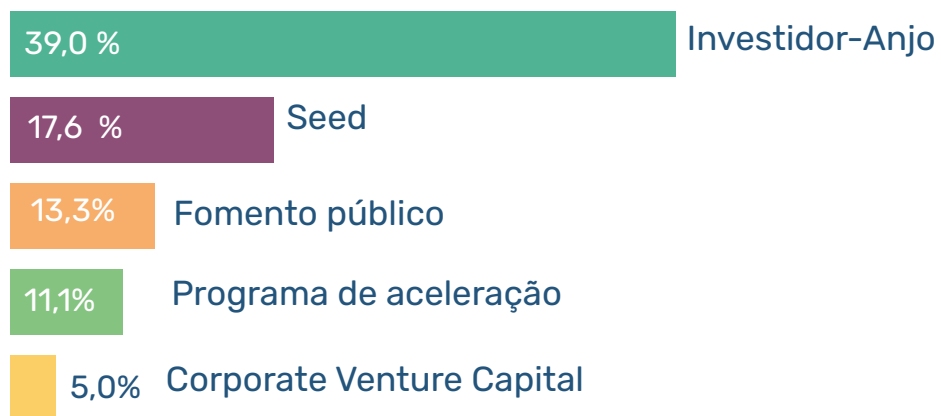 39,0 % Investidor-Anjo
17,6 % Seed
13,3% Fomento público
11,1% Programa de aceleração
5,0% Corporate Venture Capital